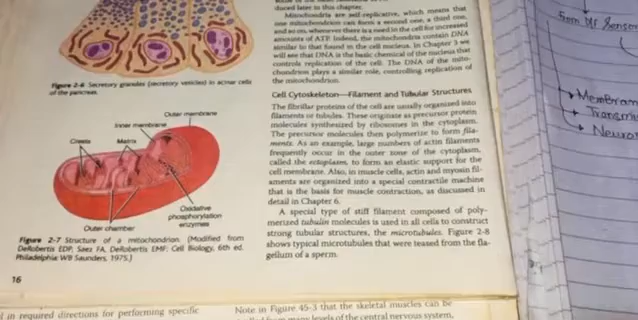 Figure 2-6 Secretory granules (secretory vesicles) in acinar cells
of the pancreas.
Outer membrane
Inner membrane
Crests
Matrix
Oxidative
phosphorylation
enzymes
Outer chamber
Figure 2-7 Structure of a mitochondrion. (Modified from
DeRobertis EDP, Saez FA, DeRobertis EMF: Cell Biology, 6th ed.
Philadelphia: WB Saunders, 1975.)
16
duced later in this chapter.
Mitochondria are self-replicative, which means that
one mitochondrion can form a second one, a third one,
and so on, whenever there is a need in the cell for increased
amounts of ATP. Indeed, the mitochondria contain DNA
similar to that found in the cell nucleus. In Chapter 3 we
will see that DNA is the basic chemical of the nucleus that
controls replication of the cell. The DNA of the mito-
chondrion plays a similar role, controlling replication of
the mitochondrion.
Cell Cytoskeleton—Filament and Tubular Structures
The fibrillar proteins of the cell are usually organized into
filaments or tubules. These originate as precursor protein
molecules synthesized by ribosomes in the cytoplasm.
The precursor molecules then polymerize to form fila-
ments. As an example, large numbers of actin filaments
frequently occur in the outer zone of the cytoplasm,
called the ectoplasm, to form an elastic support for the
cell membrane. Also, in muscle cells, actin and myosin fil-
aments are organized into a special contractile machine
that is the basis for muscle contraction, as discussed in
detail in Chapter 6.
A special type of stiff filament composed of poly-
merized tubulin molecules is used in all cells to construct
strong tubular structures, the microtubules. Figure 2-8
shows typical microtubules that were teased from the fla-
gellum of a sperm.
in required directions for performing specific
Note in Figure 45-3 that the skeletal muscles can be
many levels of the central nervous system,
from
Sensor
Membran
Transmi
Neuro